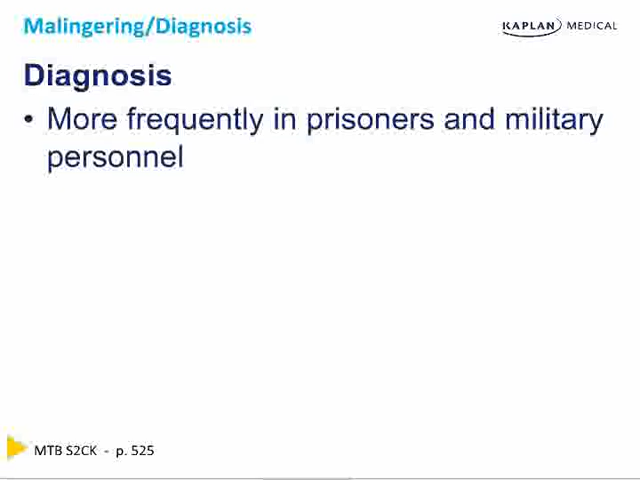 Malingering/Diagnosis
KAPLAN MEDICAL
Diagnosis
• More frequently in prisoners and military
personnel
MTB S2CK - p. 525